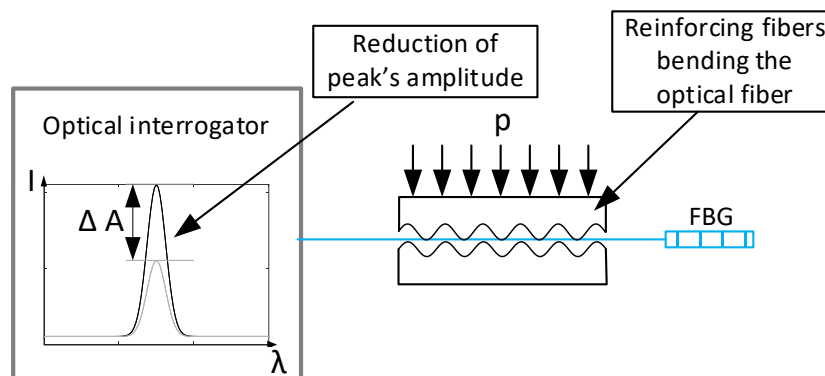 Reduction of
peak’s amplitude
Reinforcing fibers
bending the
optical fiber
Optical interrogator
p
I
Δ A
λ
FBG